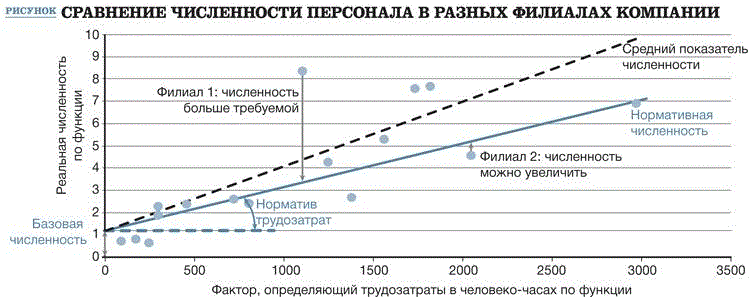 РИСУНОК СРАВНЕНИЕ ЧИСЛЕННОСТИ ПЕРСОНАЛА В РАЗНЫХ ФИЛИАЛАХ КОМПАНИИ
Реальная численность
по функции
10
9
8
7
6
5
4
3
2
1
0
Базовая
численность
Филиал 1: численность
больше требуемой
Средний показатель
численности
Нормативная
численность
Филиал 2: численность
можно увеличить
Норматив
трудозатрат
0 500 1000 1500 2000 2500 3000 3500
Фактор, определяющий трудозатраты в человеко-часах по функции